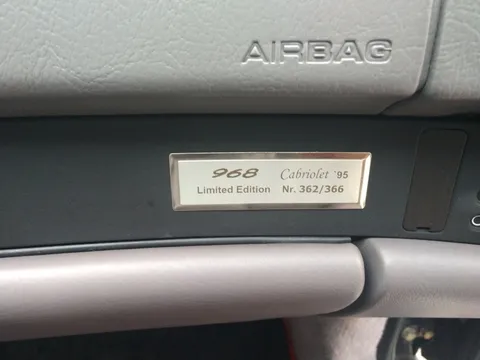 AIRBAG
968 Cabriolet '95
Limited Edition Nr. 362/366